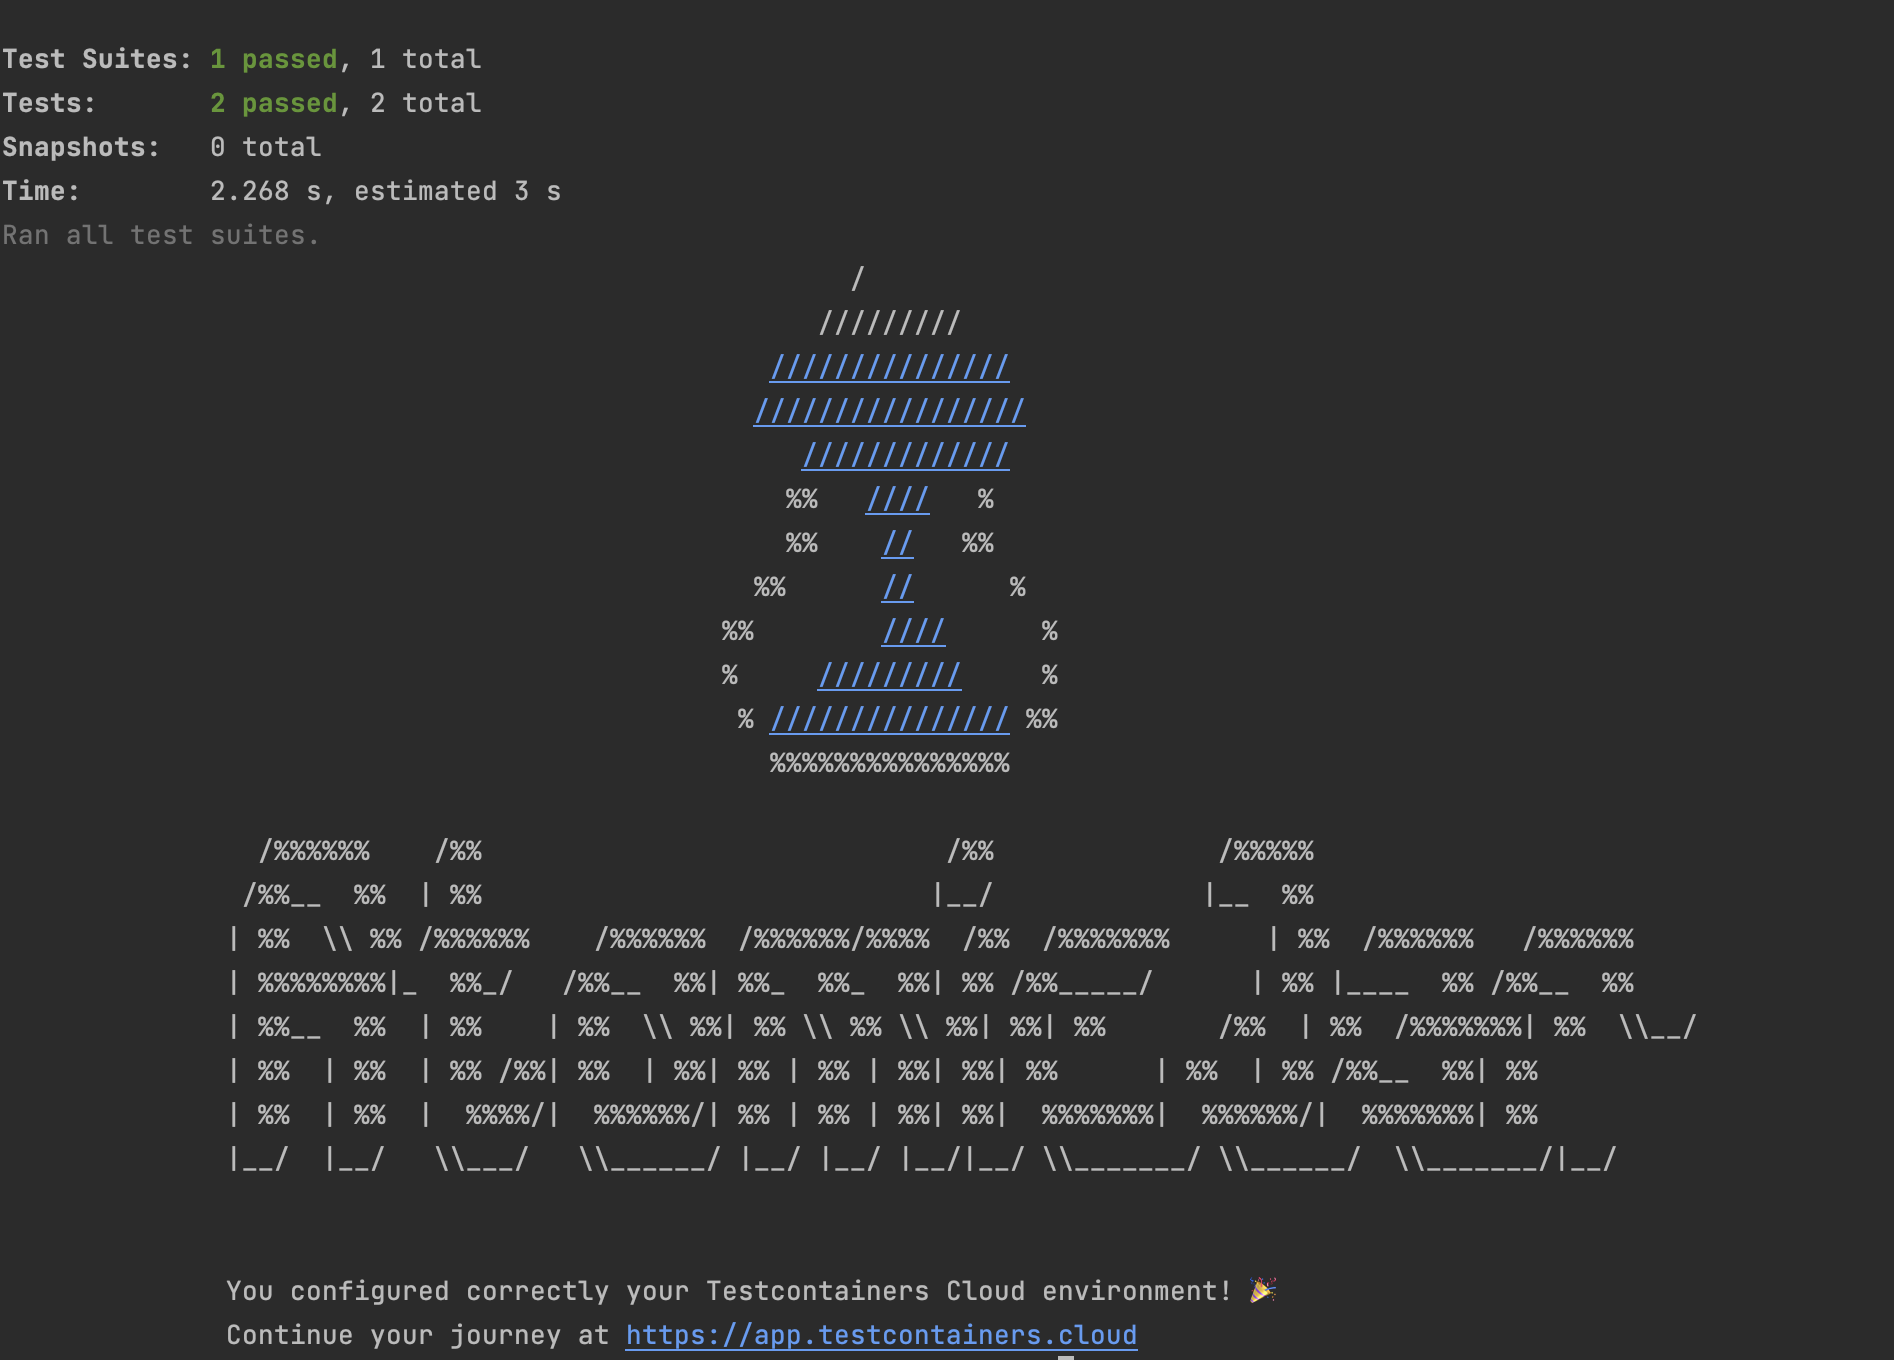 Test Suites: 1 passed, 1 total
Tests:       2 passed, 2 total
Snapshots:   0 total
Time:        2.268 s, estimated 3 s
Ran all test suites.
                                                     /
                                                   /////////
                                                ///////////////
                                               /////////////////
                                                  /////////////
                                                 %%   ////   %
                                                 %%    //   %%
                                               %%      //      %
                                             %%        ////      %
                                             %     /////////     %
                                              % /////////////// %%
                                                %%%%%%%%%%%%%%%

                /%%%%%%    /%%                             /%%              /%%%%%
               /%%__  %%  | %%                            |__/             |__  %%
              | %%  \\ %% /%%%%%%    /%%%%%%  /%%%%%%/%%%%  /%%  /%%%%%%%      | %%  /%%%%%%   /%%%%%%
              | %%%%%%%%|_  %%_/   /%%__  %%| %%_  %%_  %%| %% /%%_____/      | %% |____  %% /%%__  %%
              | %%__  %%  | %%    | %%  \\ %%| %% \\ %% \\ %%| %%| %%       /%%  | %%  /%%%%%%%| %%  \\__/
              | %%  | %%  | %% /%%| %%  | %%| %% | %% | %%| %%| %%      | %%  | %% /%%__  %%| %%
              | %%  | %%  |  %%%%/|  %%%%%%/| %% | %% | %%| %%|  %%%%%%%|  %%%%%%/|  %%%%%%%| %%
              |__/  |__/   \\___/   \\______/ |__/ |__/ |__/|__/ \\_______/ \\______/  \\_______/|__/

              You configured correctly your Testcontainers Cloud environment! 🎉
              Continue your journey at https://app.testcontainers.cloud